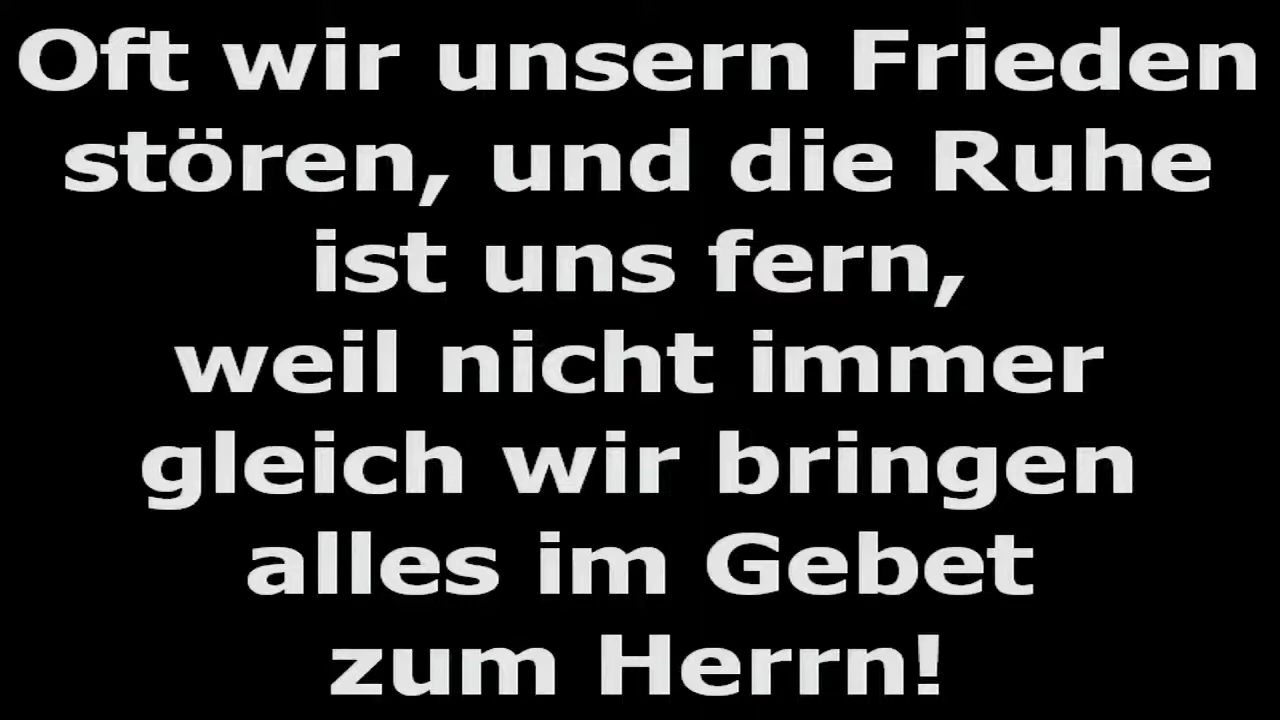 Oft wir unsern Frieden
stören, und die Ruhe
ist uns fern,
weil nicht immer
gleich wir bringen
alles im Gebet
zum Herrn!